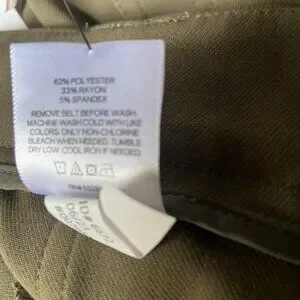 62% POLYESTER
33% RAYON
5% SPANDEX
REMOVE BELT BEFORE WASH.
MACHINE WASH COLD WITH LIKE
COLORS. ONLY NON-CHLORINE
BLEACH WHEN NEEDED. TUMBLE
DRY LOW. COOL IRON IF NEEDED.